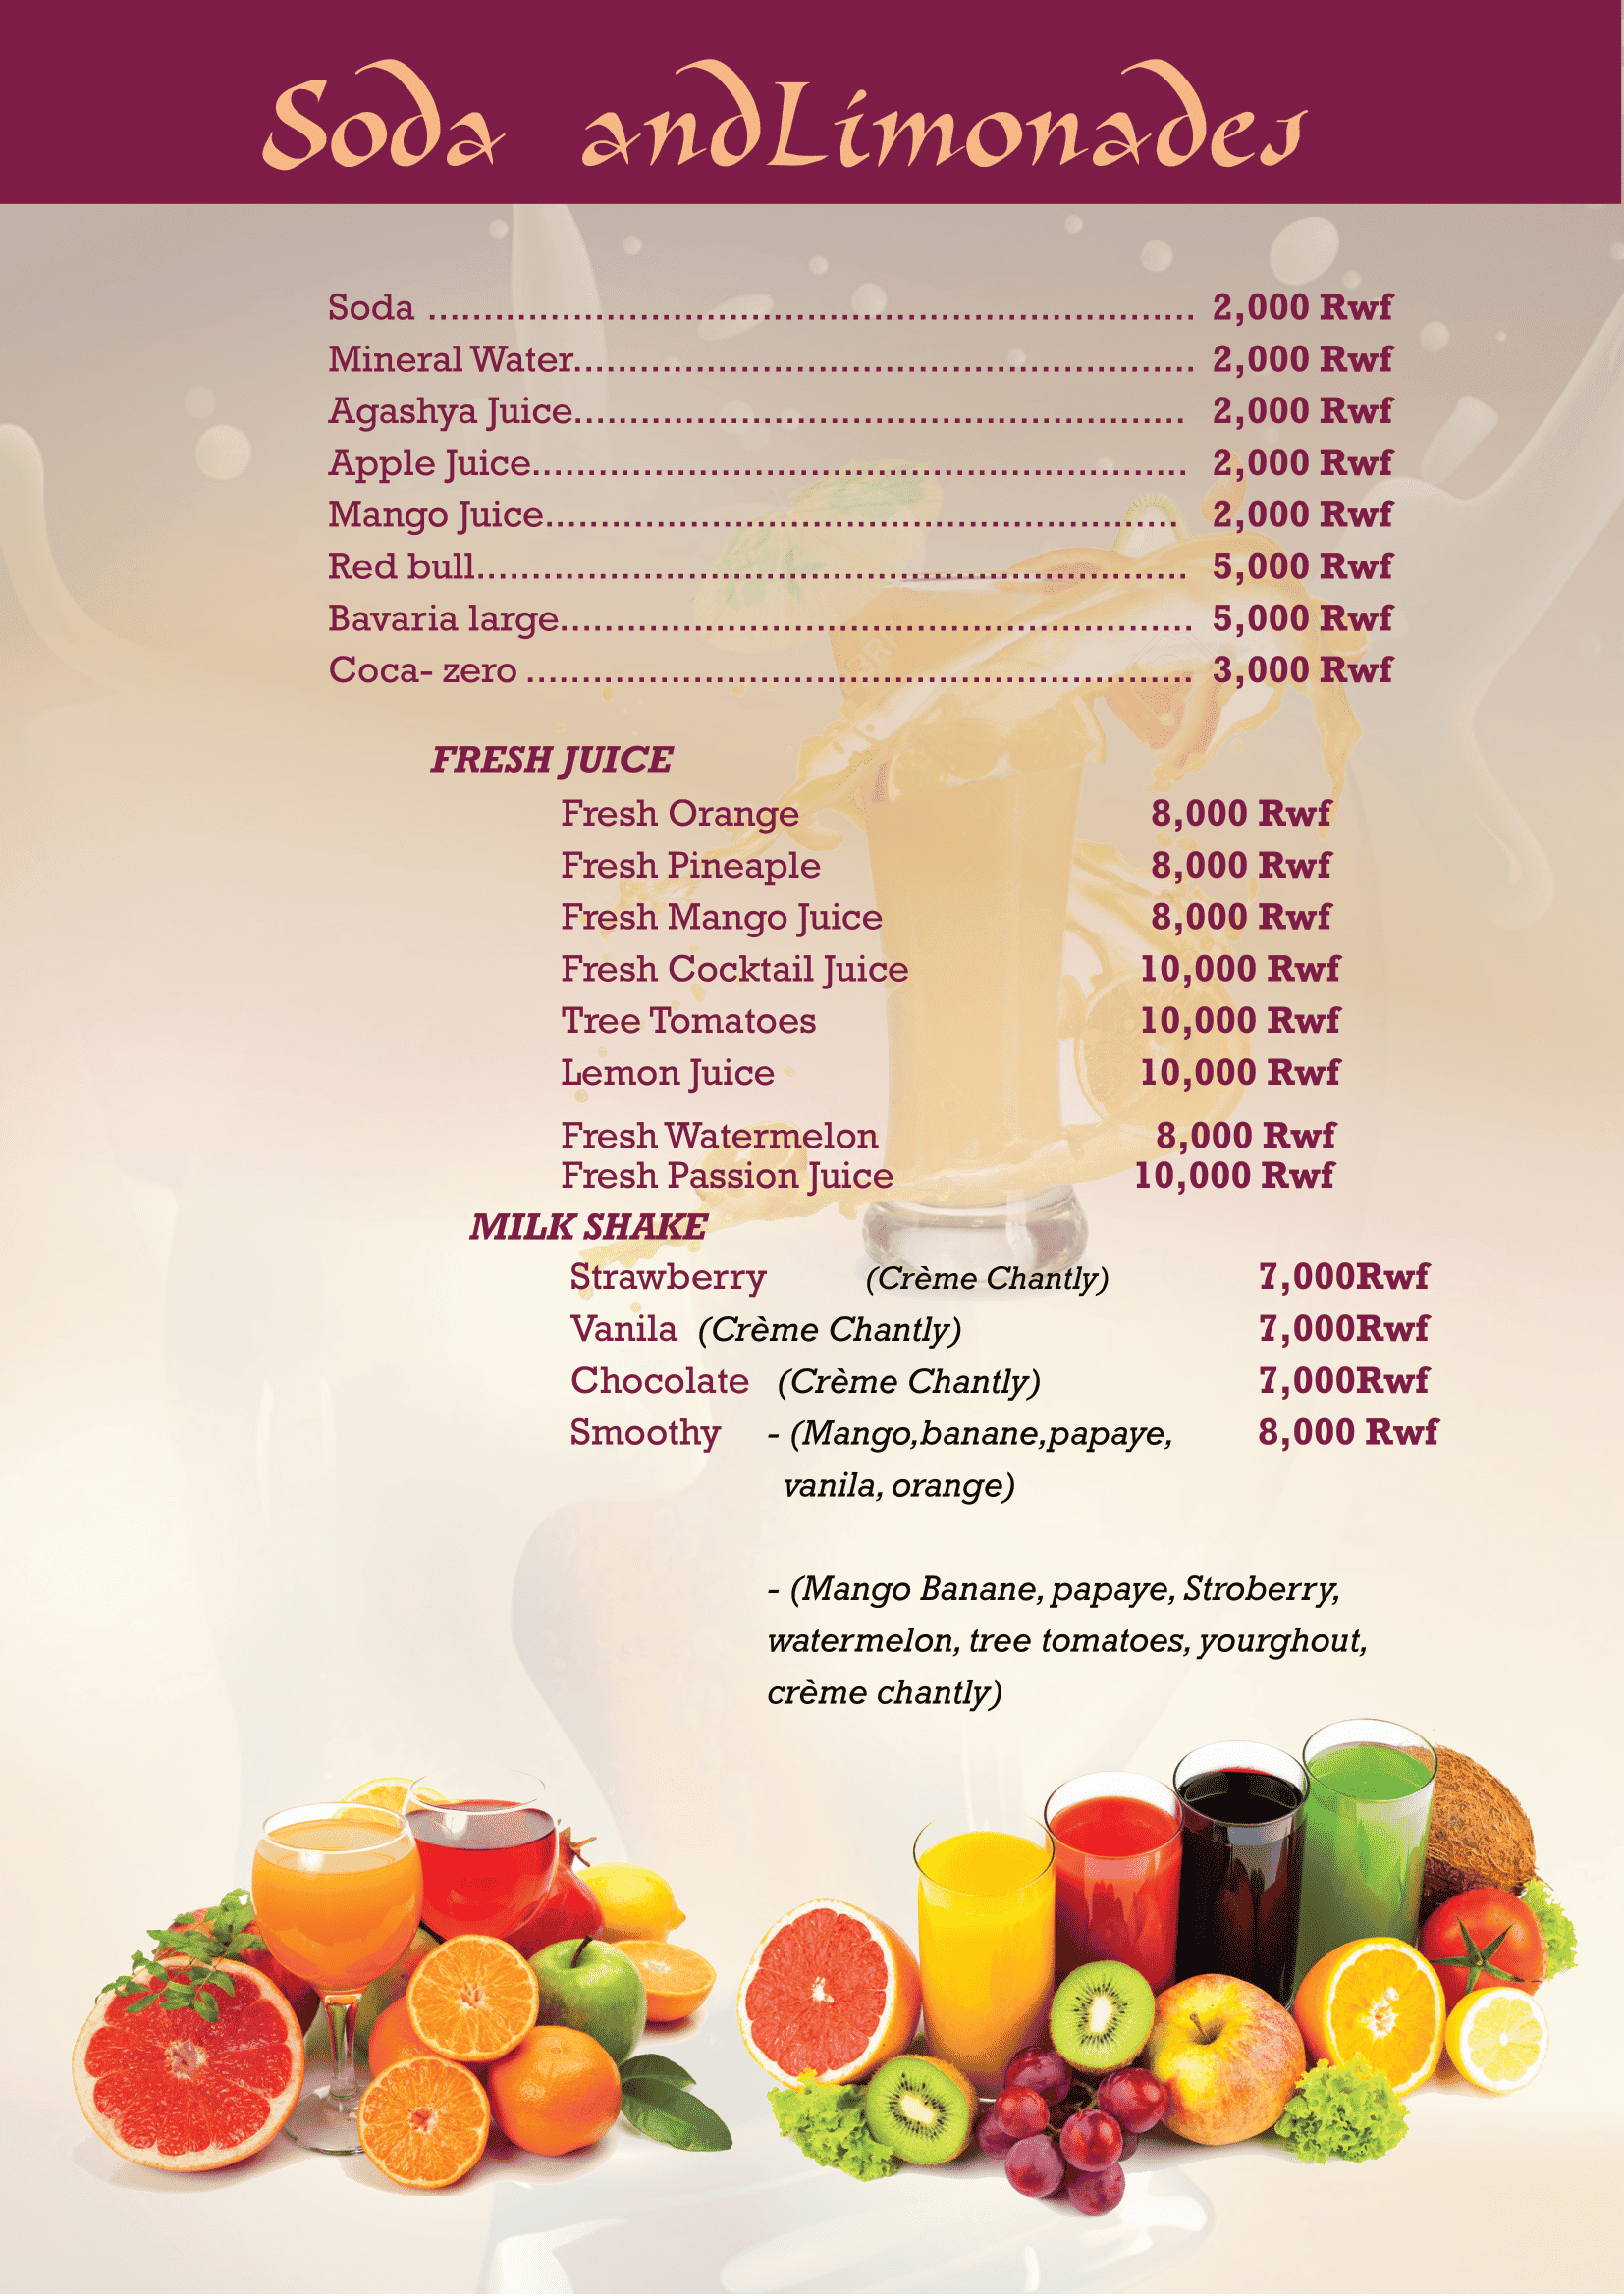 Soda andLimonades
Soda ........................................................................ 2,000 Rwf
Mineral Water.......................................................... 2,000 Rwf
Agashya Juice......................................................... 2,000 Rwf
Apple Juice............................................................. 2,000 Rwf
Mango Juice........................................................... 2,000 Rwf
Red bull.................................................................. 5,000 Rwf
Bavaria large........................................................... 5,000 Rwf
Coca- zero .............................................................. 3,000 Rwf
FRESH JUICE
Fresh Orange 8,000 Rwf
Fresh Pineaple 8,000 Rwf
Fresh Mango Juice 8,000 Rwf
Fresh Cocktail Juice 10,000 Rwf
Tree Tomatoes 10,000 Rwf
Lemon Juice 10,000 Rwf
Fresh Watermelon 8,000 Rwf
Fresh Passion Juice 10,000 Rwf
MILK SHAKE
Strawberry (Crème Chantly) 7,000Rwf
Vanila (Crème Chantly) 7,000Rwf
Chocolate (Crème Chantly) 7,000Rwf
Smoothy - (Mango,banane,papaye, 8,000 Rwf
vanila, orange)
- (Mango Banane, papaye, Stroberry,
watermelon, tree tomatoes, yourghout,
crème chantly)